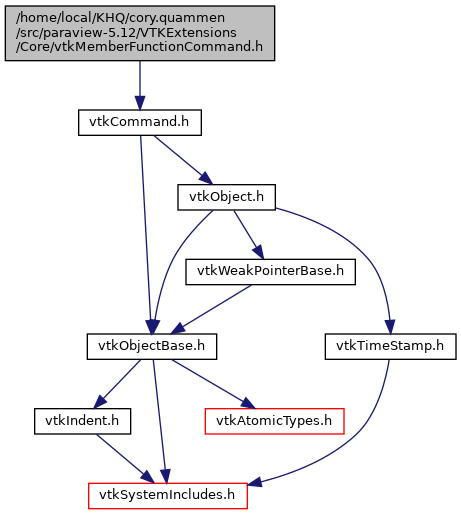 /home/local/KHQ/cory.quammen
/src/paraview-5.12/VTKExtensions
/Core/vtkMemberFunctionCommand.h
vtkCommand.h
vtkObject.h
vtkWeakPointerBase.h
vtkObjectBase.h
vtkTimeStamp.h
vtkIndent.h
vtkAtomicTypes.h
vtkSystemIncludes.h